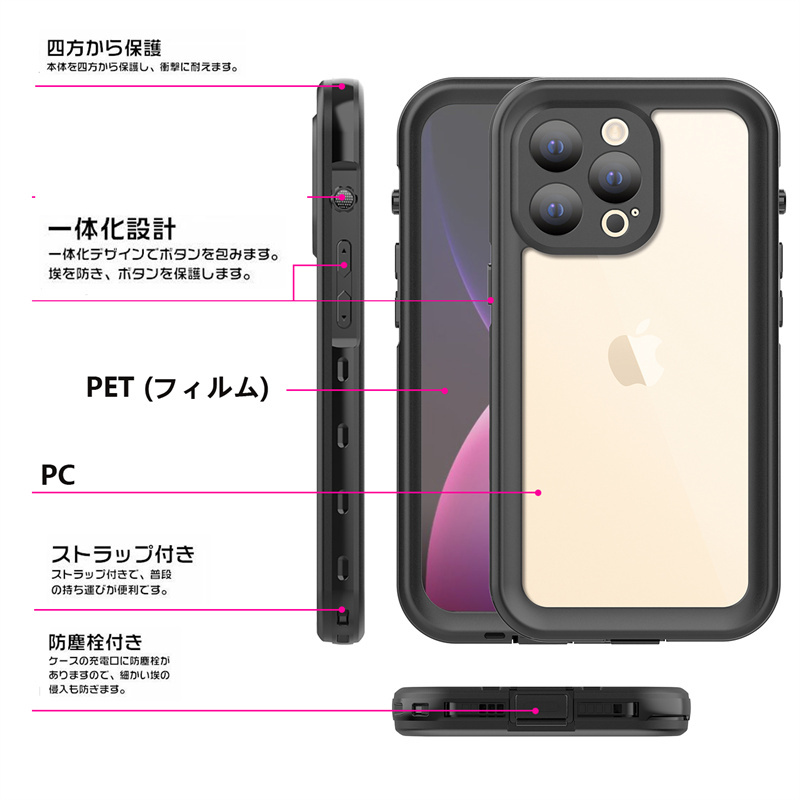 四方から保護
本体を四方から保護し、衝撃に耐えます。
一体化設計
一体化デザインでボタンを包みます。
埃を防き、ボタンを保護します。
PET (フィルム)
PC
ストラップ付き
ストラップ付きで、普段
の持ち運びが便利です。
防塵栓付き
ケースの充電口に防塵栓が
ありますので、細かい埃の
侵入も防ぎます。